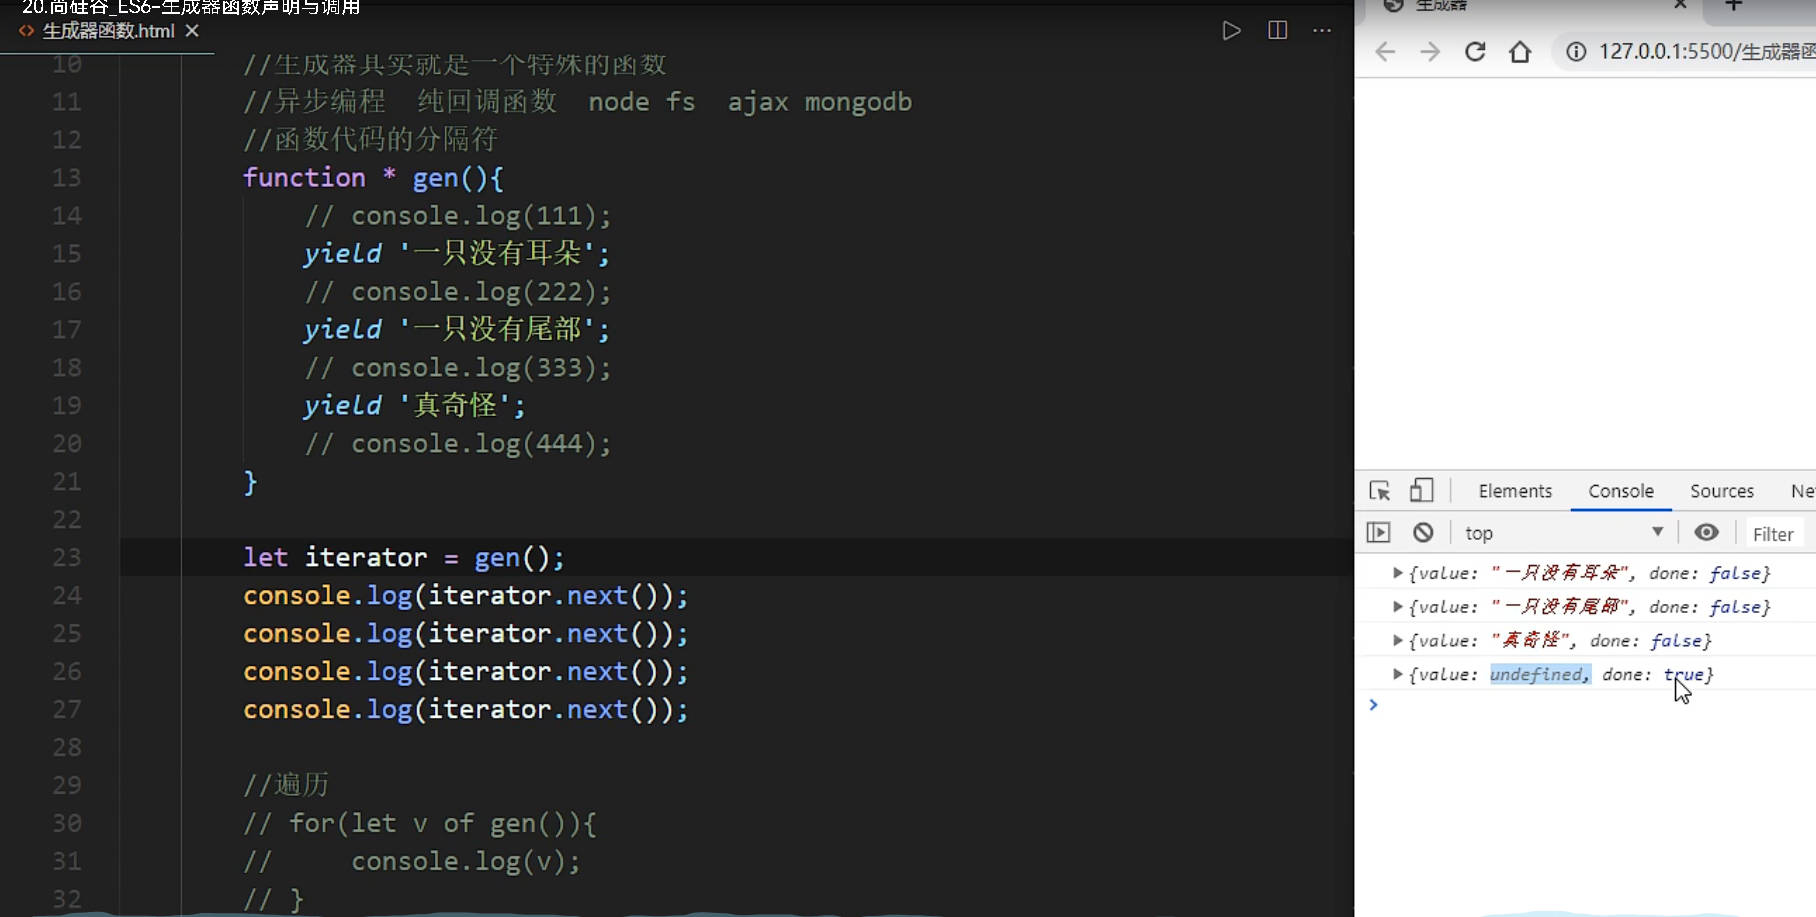 20.尚硅谷_ES6-生成器函数声明与调用
生成器函数.html
10 //生成器其实就是一个特殊的函数
11 //异步编程 纯回调函数 node fs ajax mongodb
12 //函数代码的分隔符
13 function * gen(){
14 // console.log(111);
15 yield '一只没有耳朵';
16 // console.log(222);
17 yield '一只没有尾部';
18 // console.log(333);
19 yield '真奇怪';
20 // console.log(444);
21 }
22
23 let iterator = gen();
24 console.log(iterator.next());
25 console.log(iterator.next());
26 console.log(iterator.next());
27 console.log(iterator.next());
28
29 //遍历
30 // for(let v of gen()){
31 // console.log(v);
32 // }
生成器
127.0.0.1:5500/生成器函
Elements Console Sources Ne
top Filter
{value: "一只没有耳朵", done: false}
{value: "一只没有尾部", done: false}
{value: "真奇怪", done: false}
{value: undefined, done: true}